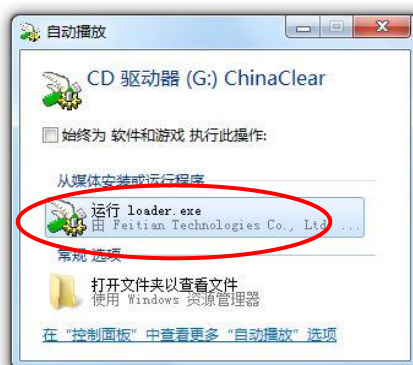 自动播放
CD 驱动器 (G:) ChinaClear
始终为 软件和游戏 执行此操作:
从媒体安装或运行程序
运行 loader.exe
由 Feitian Technologies Co., Ltd ...
常规 选项
打开文件夹以查看文件
使用 Windows 资源管理器
在 "控制面板" 中查看更多 "自动播放" 选项